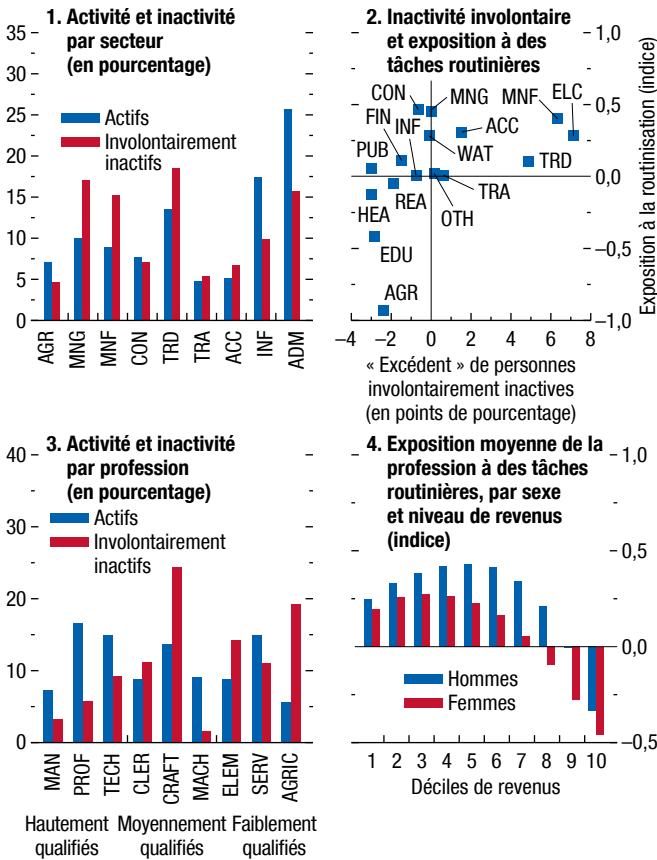 1. Activité et inactivité
par secteur
(en pourcentage)
35
30
25
20
15
10
5
0
Actifs
Involontairement
inactifs
AGR
MNG
MNF
CON
TRD
TRA
ACC
INF
ADM
2. Inactivité involontaire
et exposition à des
tâches routinières
1,0
0,5
0,0
–0,5
–1,0
Exposition à la routinisation (indice)
CON
MNG
MNF
ELC
FIN
INF
ACC
PUB
WAT
TRD
HEA
REA
OTH
TRA
EDU
AGR
–4
–2
0
2
4
6
8
« Excédent » de personnes
involontairement inactives
(en points de pourcentage)
3. Activité et inactivité
par profession
(en pourcentage)
40
30
20
10
0
Actifs
Involontairement
inactifs
MAN
PROF
TECH
CLER
CRAFT
MACH
ELEM
SERV
AGRIC
Hautement
qualifiés
Moyennement
qualifiés
Faiblement
qualifiés
4. Exposition moyenne de la
profession à des tâches
routinières, par sexe
et niveau de revenu
(indice)
1,0
0,5
0,0
–0,5
Hommes
Femmes
1 2 3 4 5 6 7 8 9 10
Déciles de revenus